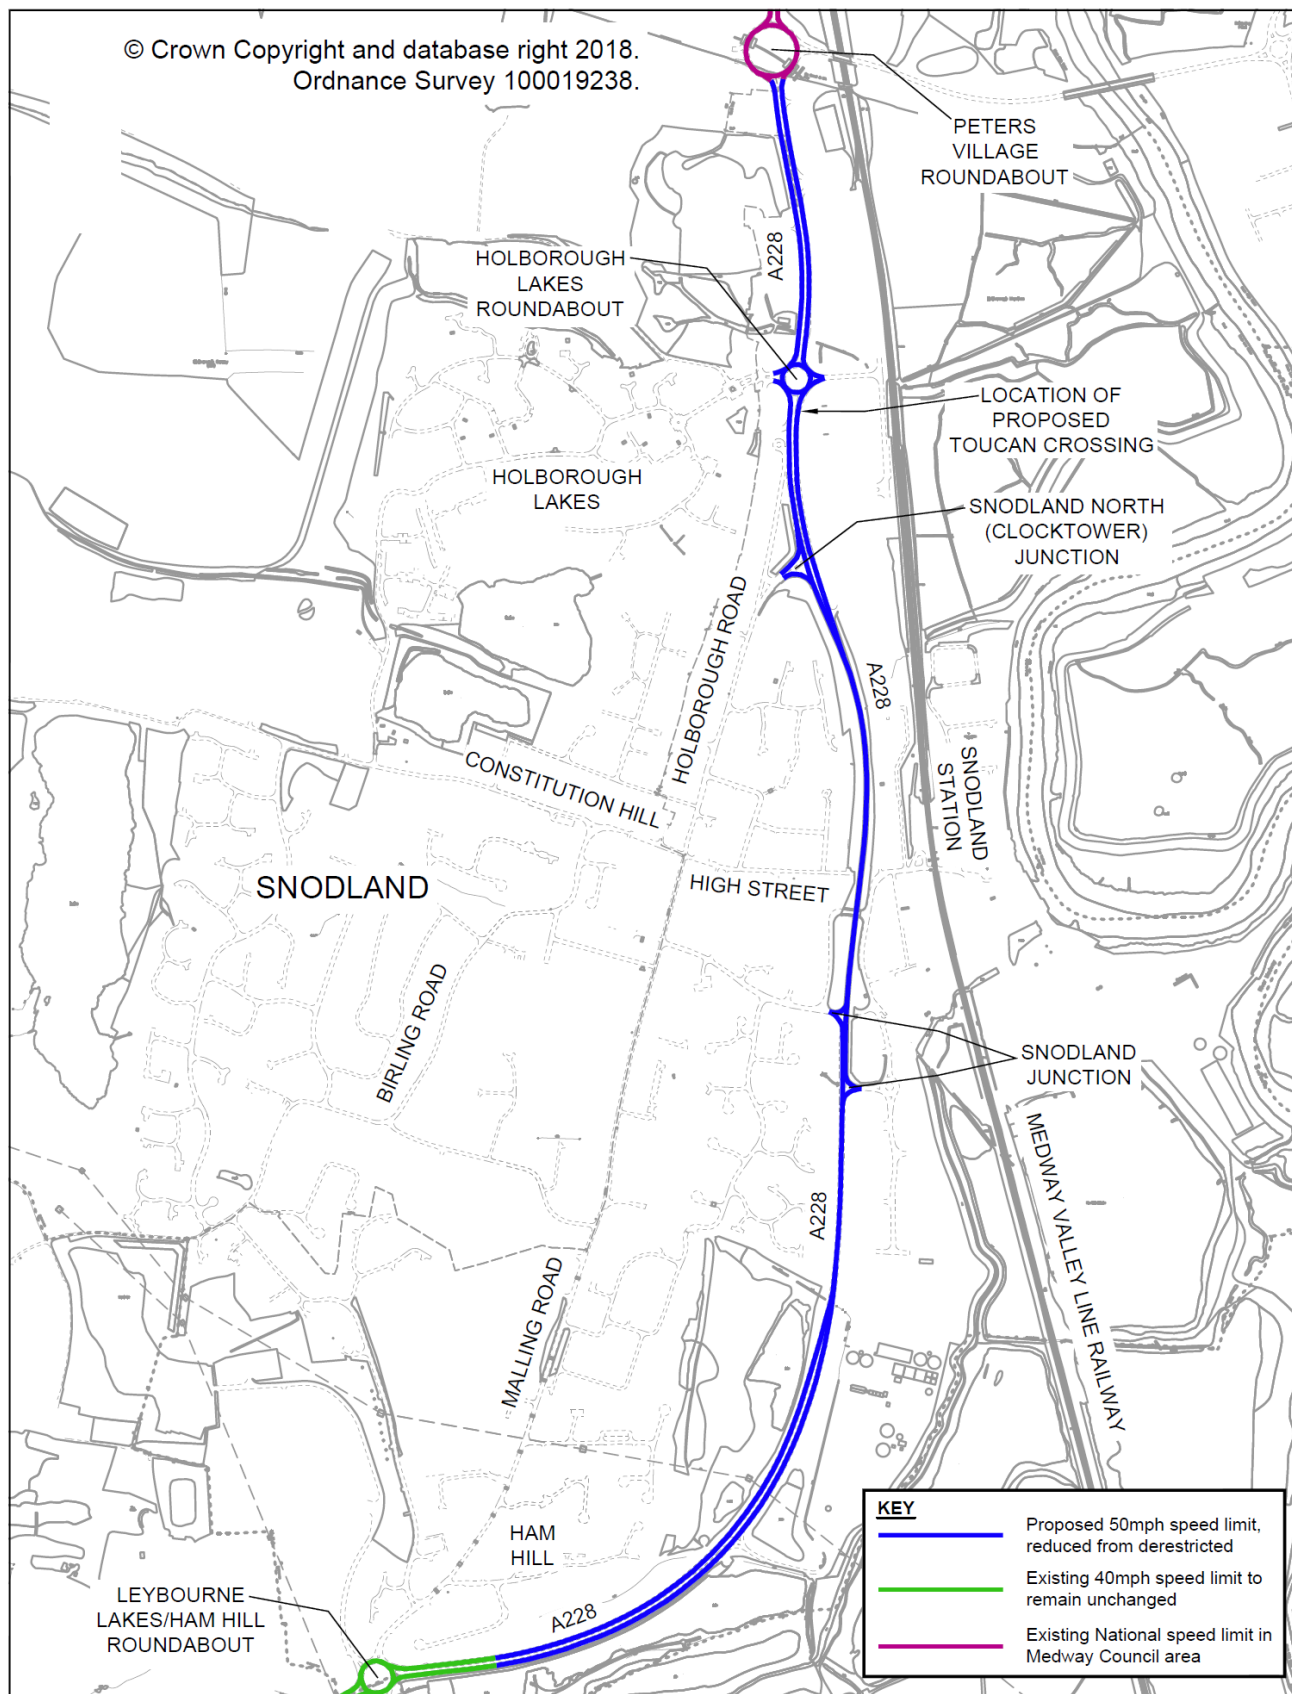 © Crown Copyright and database right 2018.
Ordnance Survey 100019238.
PETERS
VILLAGE
ROUNDABOUT
A228
HOLBOROUGH
LAKES
ROUNDABOUT
LOCATION OF
PROPOSED
TOUCAN CROSSING
HOLBOROUGH
LAKES
SNODLAND NORTH
(CLOCKTOWER)
JUNCTION
HOLBOROUGH ROAD
A228
CONSTITUTION HILL
SNODLAND
STATION
SNODLAND
HIGH STREET
BIRLING ROAD
SNODLAND
JUNCTION
MEDWAY VALLEY LINE RAILWAY
A228
MALLING ROAD
HAM
HILL
A228
LEYBOURNE
LAKES/HAM HILL
ROUNDABOUT
KEY
Proposed 50mph speed limit,
reduced from derestricted
Existing 40mph speed limit to
remain unchanged
Existing National speed limit in
Medway Council area